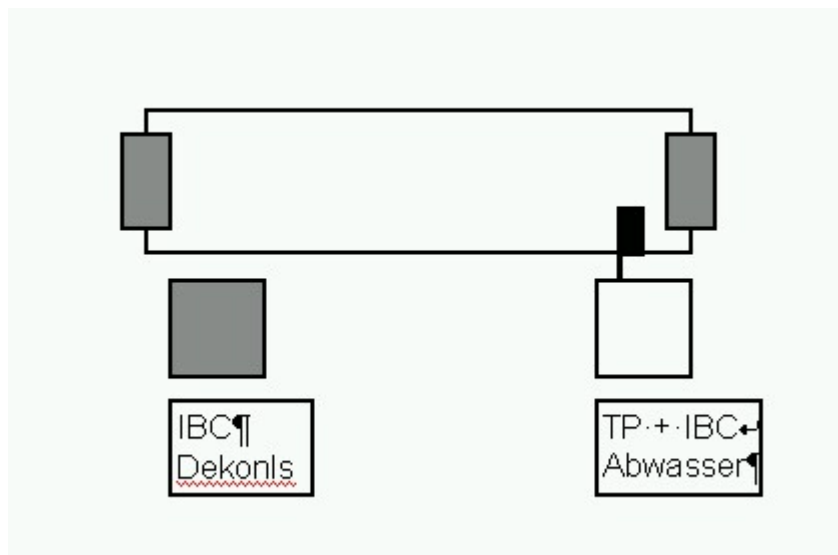 IBC¶
Dekonls
TP·+·IBC↵
Abwasser¶